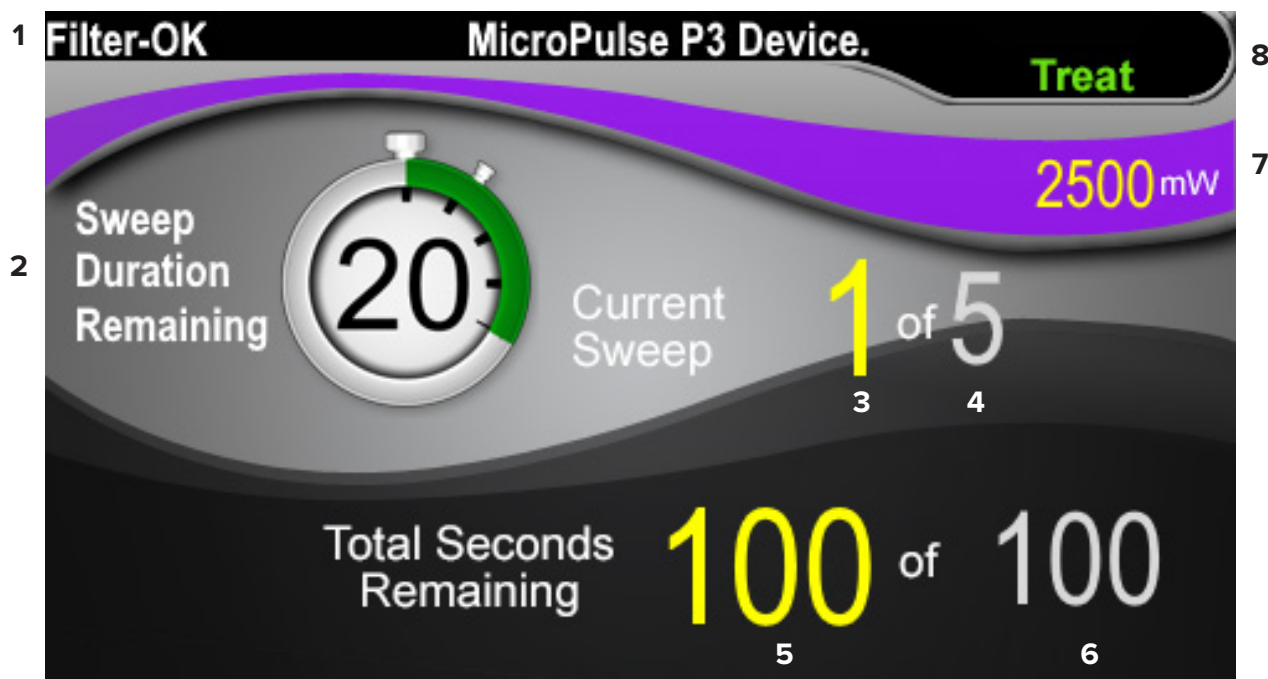 1 Filter-OK MicroPulse P3 Device. 8
Treat
2500 mW 7
Sweep
2 Duration
Remaining
20
Current
Sweep
1 of 5
3 4
Total Seconds
Remaining
100 of 100
5 6